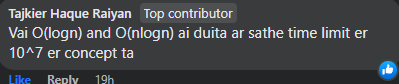 Tajkier Haque Raiyan Top contributor
Vai O(logn) and O(nlogn) ai duita ar sathe time limit er
10^7 er concept ta
Like Reply 19h